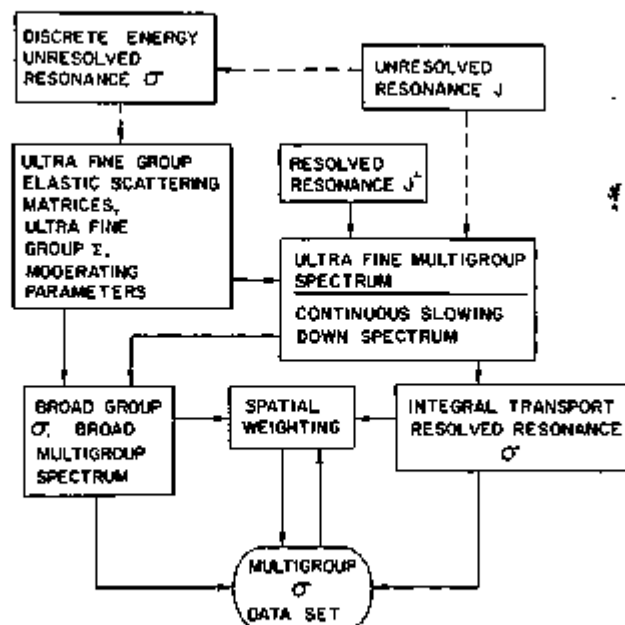 DISCRETE ENERGY
UNRESOLVED
RESONANCE σ
UNRESOLVED
RESONANCE J
ULTRA FINE GROUP
ELASTIC SCATTERING
MATRICES,
ULTRA FINE
GROUP Σ,
MODERATING
PARAMETERS
RESOLVED
RESONANCE J*
ULTRA FINE MULTIGROUP
SPECTRUM
CONTINUOUS SLOWING
DOWN SPECTRUM
BROAD GROUP
σ, BROAD
MULTIGROUP
SPECTRUM
SPATIAL
WEIGHTING
INTEGRAL TRANSPORT
RESOLVED RESONANCE
σ
MULTIGROUP
σ
DATA SET